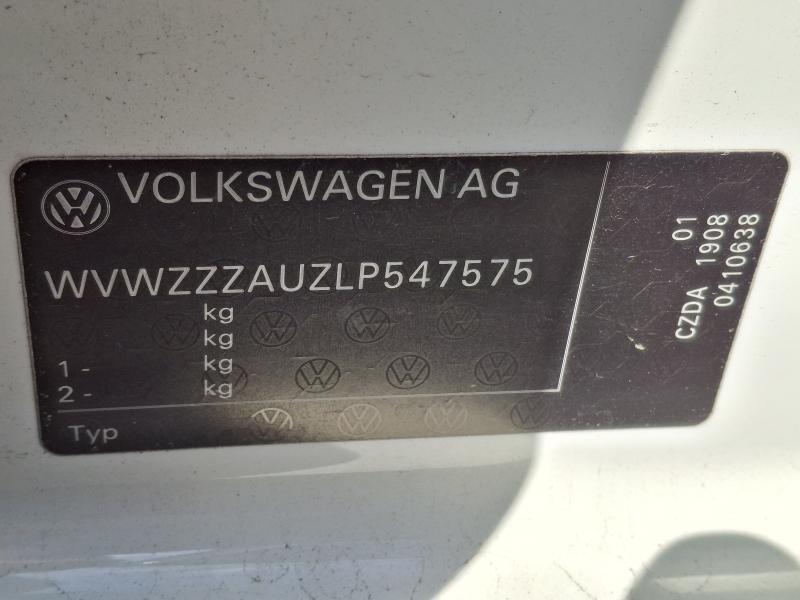 VOLKSWAGEN AG
WVWZZZAUZLP547575
kg
kg
1 - kg
2 - kg
Typ
01
CZDA 1908
0410638